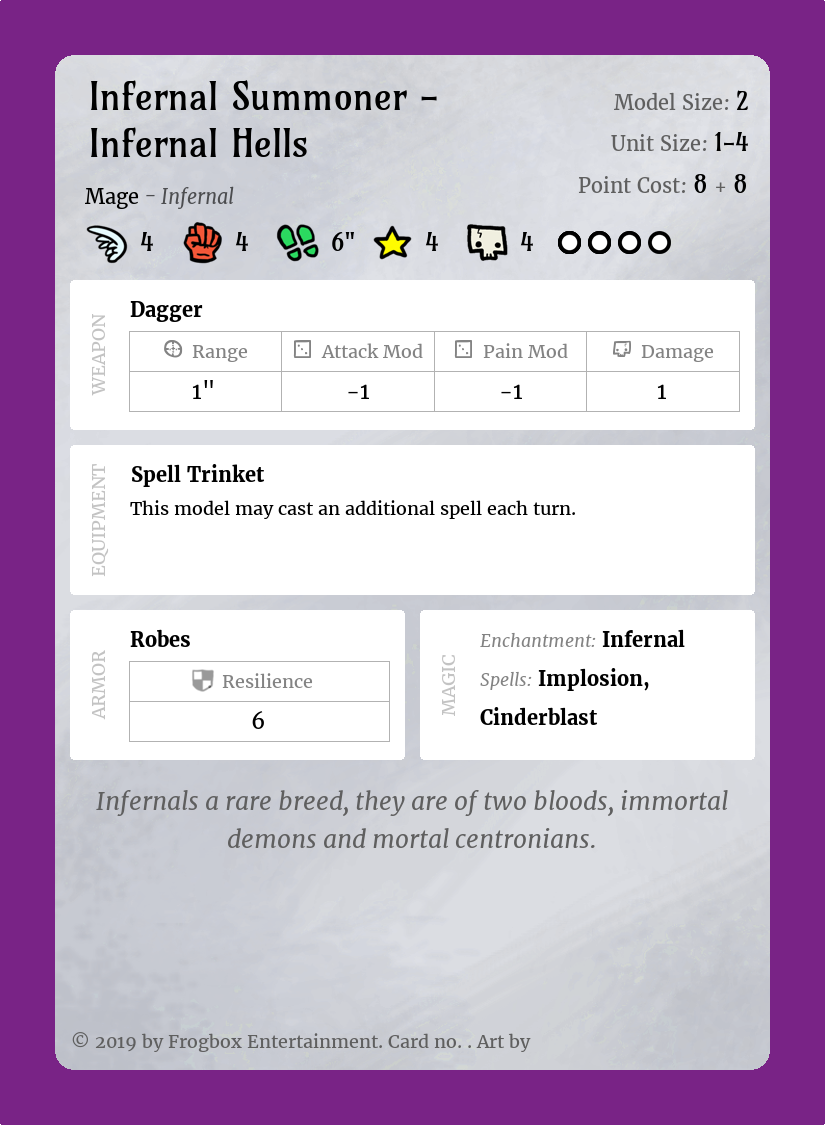 Infernal Summoner –
Infernal Hells
Model Size: 2
Unit Size: 1–4
Point Cost: 8 + 8
Mage – Infernal
4 4 6" 4 4
WEAPON
Dagger
Range Attack Mod Pain Mod Damage
1" –1 –1 1
EQUIPMENT
Spell Trinket
This model may cast an additional spell each turn.
ARMOR
Robes
Resilience
6
MAGIC
Enchantment: Infernal
Spells: Implosion,
Cinderblast
Infernals a rare breed, they are of two bloods, immortal
demons and mortal centronians.
© 2019 by Frogbox Entertainment. Card no. . Art by